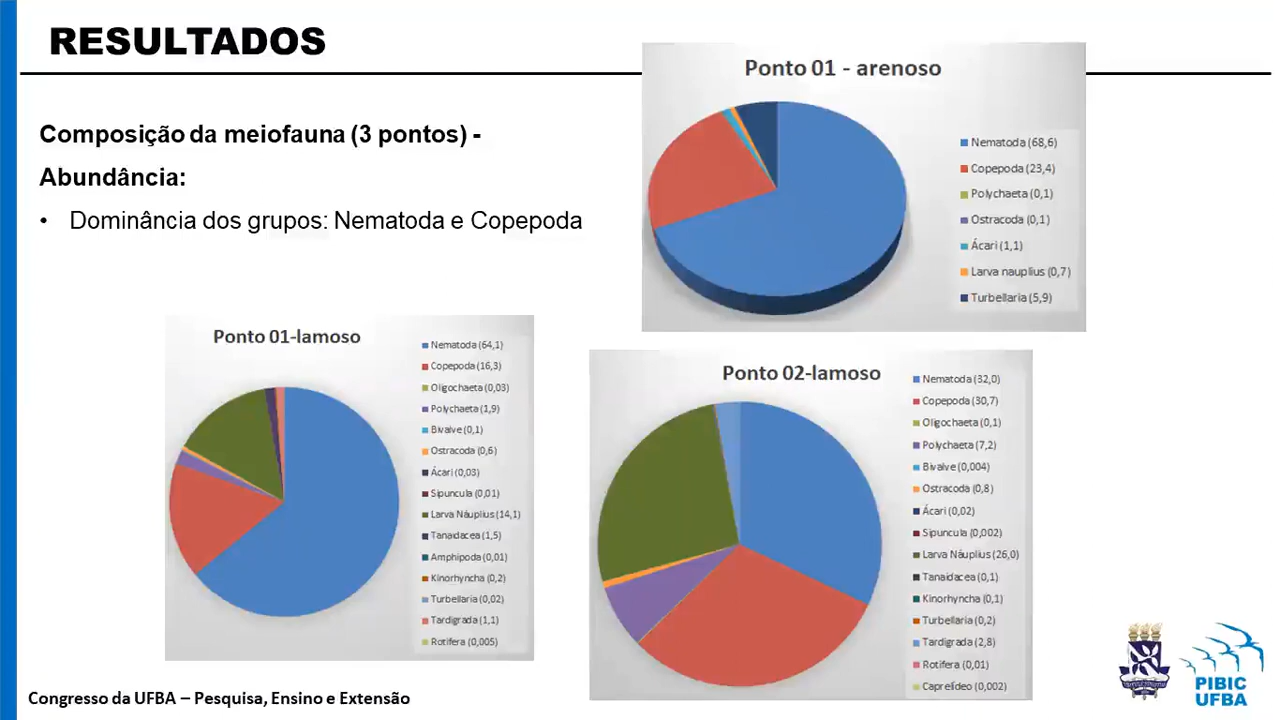 RESULTADOS
Composição da meiofauna (3 pontos) -
Abundância:
• Dominância dos grupos: Nematoda e Copepoda
Ponto 01 - arenoso
Nematoda (68,6)
Copepoda (23,4)
Polychaeta (0,1)
Ostracoda (0,1)
Ácari (1,1)
Larva nauplius (0,7)
Turbellaria (5,9)
Ponto 01-lamoso
Nematoda (64,1)
Copepoda (16,3)
Oligochaeta (0,03)
Polychaeta (1,9)
Bivalve (0,1)
Ostracoda (0,6)
Ácari (0,03)
Sipuncula (0,01)
Larva Náuplius (14,1)
Tanaidacea (1,5)
Amphipoda (0,01)
Kinorhyncha (0,2)
Turbellaria (0,02)
Tardigrada (1,1)
Rotifera (0,005)
Ponto 02-lamoso
Nematoda (32,0)
Copepoda (30,7)
Oligochaeta (0,1)
Polychaeta (7,2)
Bivalve (0,004)
Ostracoda (0,8)
Ácari (0,02)
Sipuncula (0,002)
Larva Náuplius (26,0)
Tanaidacea (0,1)
Kinorhyncha (0,1)
Turbellaria (0,2)
Tardigrada (2,8)
Rotifera (0,01)
Caprelídeo (0,002)
Congresso da UFBA – Pesquisa, Ensino e Extensão
PIBIC
UFBA